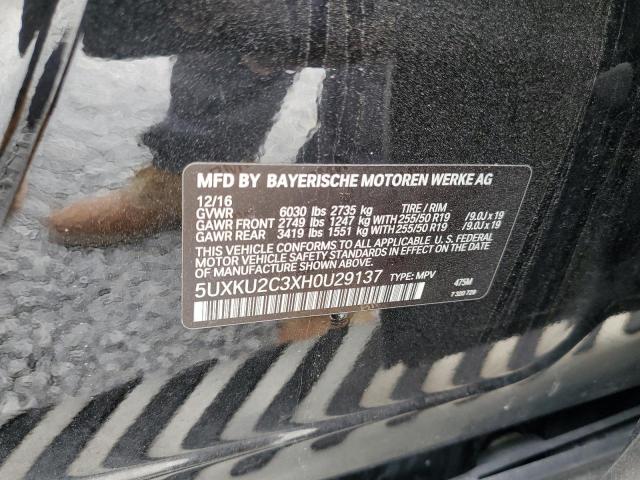 MFD BY BAYERISCHE MOTOREN WERKE AG
12/16
GVWR 6030 lbs 2735 kg TIRE / RIM
GAWR FRONT 2749 lbs 1247 kg WITH 255/50 R19 /9.0J x 19
GAWR REAR 3419 lbs 1551 kg WITH 255/50 R19 /9.0J x 19
THIS VEHICLE CONFORMS TO ALL APPLICABLE U.S. FEDERAL
MOTOR VEHICLE SAFETY STANDARDS IN EFFECT ON THE
DATE OF MANUFACTURE SHOWN ABOVE.
5UXKU2C3XH0U29137 TYPE: MPV 475M
7 320 729